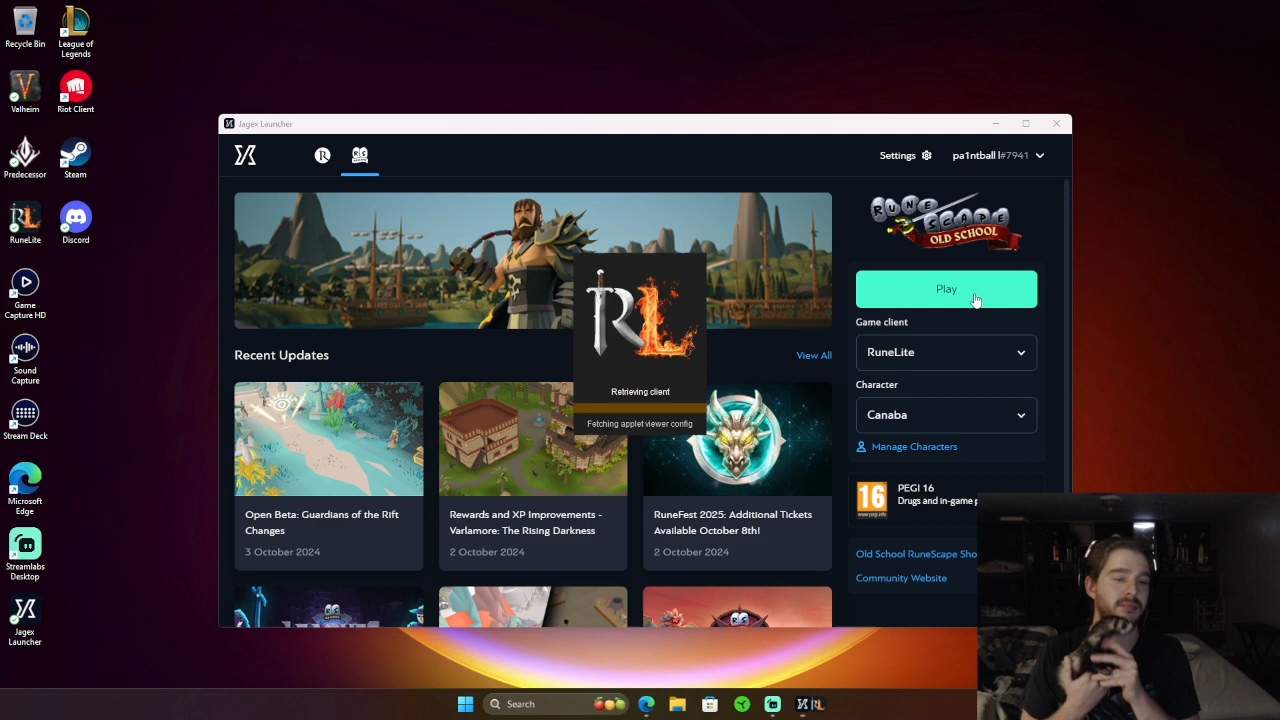 Recycle Bin
League of
Legends
Valheim
Riot Client
Predecessor
Steam
RuneLite
Discord
Game
Capture HD
Sound
Capture
Stream Deck
Microsoft
Edge
Streamlabs
Desktop
Jagex
Launcher
Jagex Launcher
Settings
pa1ntball l#7941
RUNE
SCAPE
OLD SCHOOL
Play
Game client
RuneLite
Character
Canaba
Manage Characters
16
www.pegi.info
PEGI 16
Drugs and in-game p
Old School RuneScape Sho
Community Website
RL
Retrieving client
Fetching applet viewer config
Recent Updates
View All
Open Beta: Guardians of the Rift
Changes
3 October 2024
Rewards and XP Improvements -
Varlamore: The Rising Darkness
2 October 2024
RuneFest 2025: Additional Tickets
Available October 8th!
2 October 2024
Search